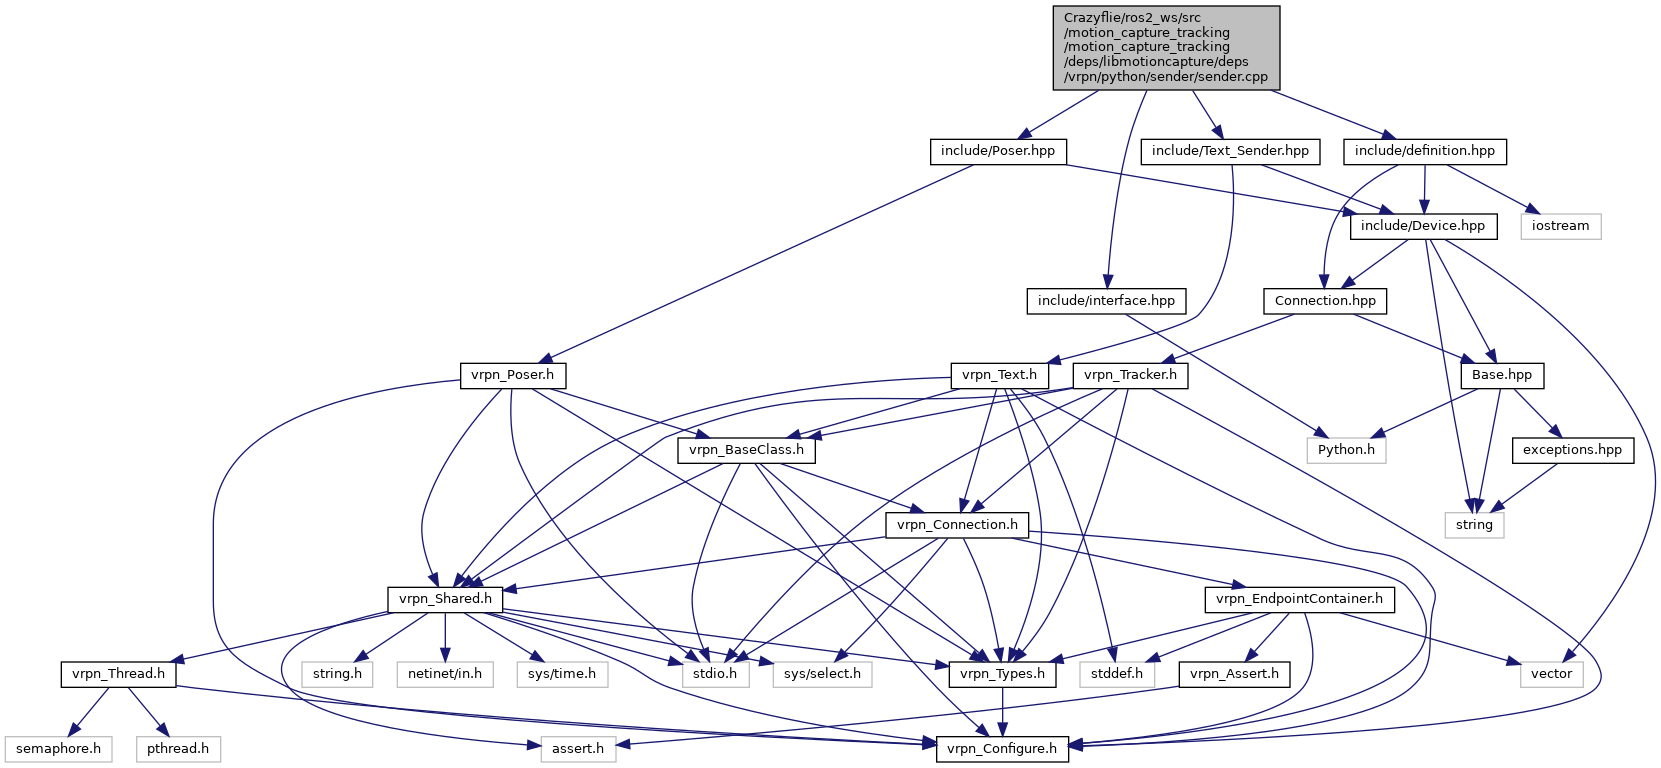 Crazyflie/ros2_ws/src
/motion_capture_tracking
/motion_capture_tracking
/deps/libmotioncapture/deps
/vrpn/python/sender/sender.cpp
include/Poser.hpp
include/Text_Sender.hpp
include/definition.hpp
include/Device.hpp
iostream
include/interface.hpp
Connection.hpp
vrpn_Poser.h
vrpn_Text.h
vrpn_Tracker.h
Base.hpp
vrpn_BaseClass.h
Python.h
exceptions.hpp
vrpn_Connection.h
string
vrpn_Shared.h
vrpn_EndpointContainer.h
vrpn_Thread.h
string.h
netinet/in.h
sys/time.h
stdio.h
sys/select.h
vrpn_Types.h
stddef.h
vrpn_Assert.h
vector
semaphore.h
pthread.h
assert.h
vrpn_Configure.h